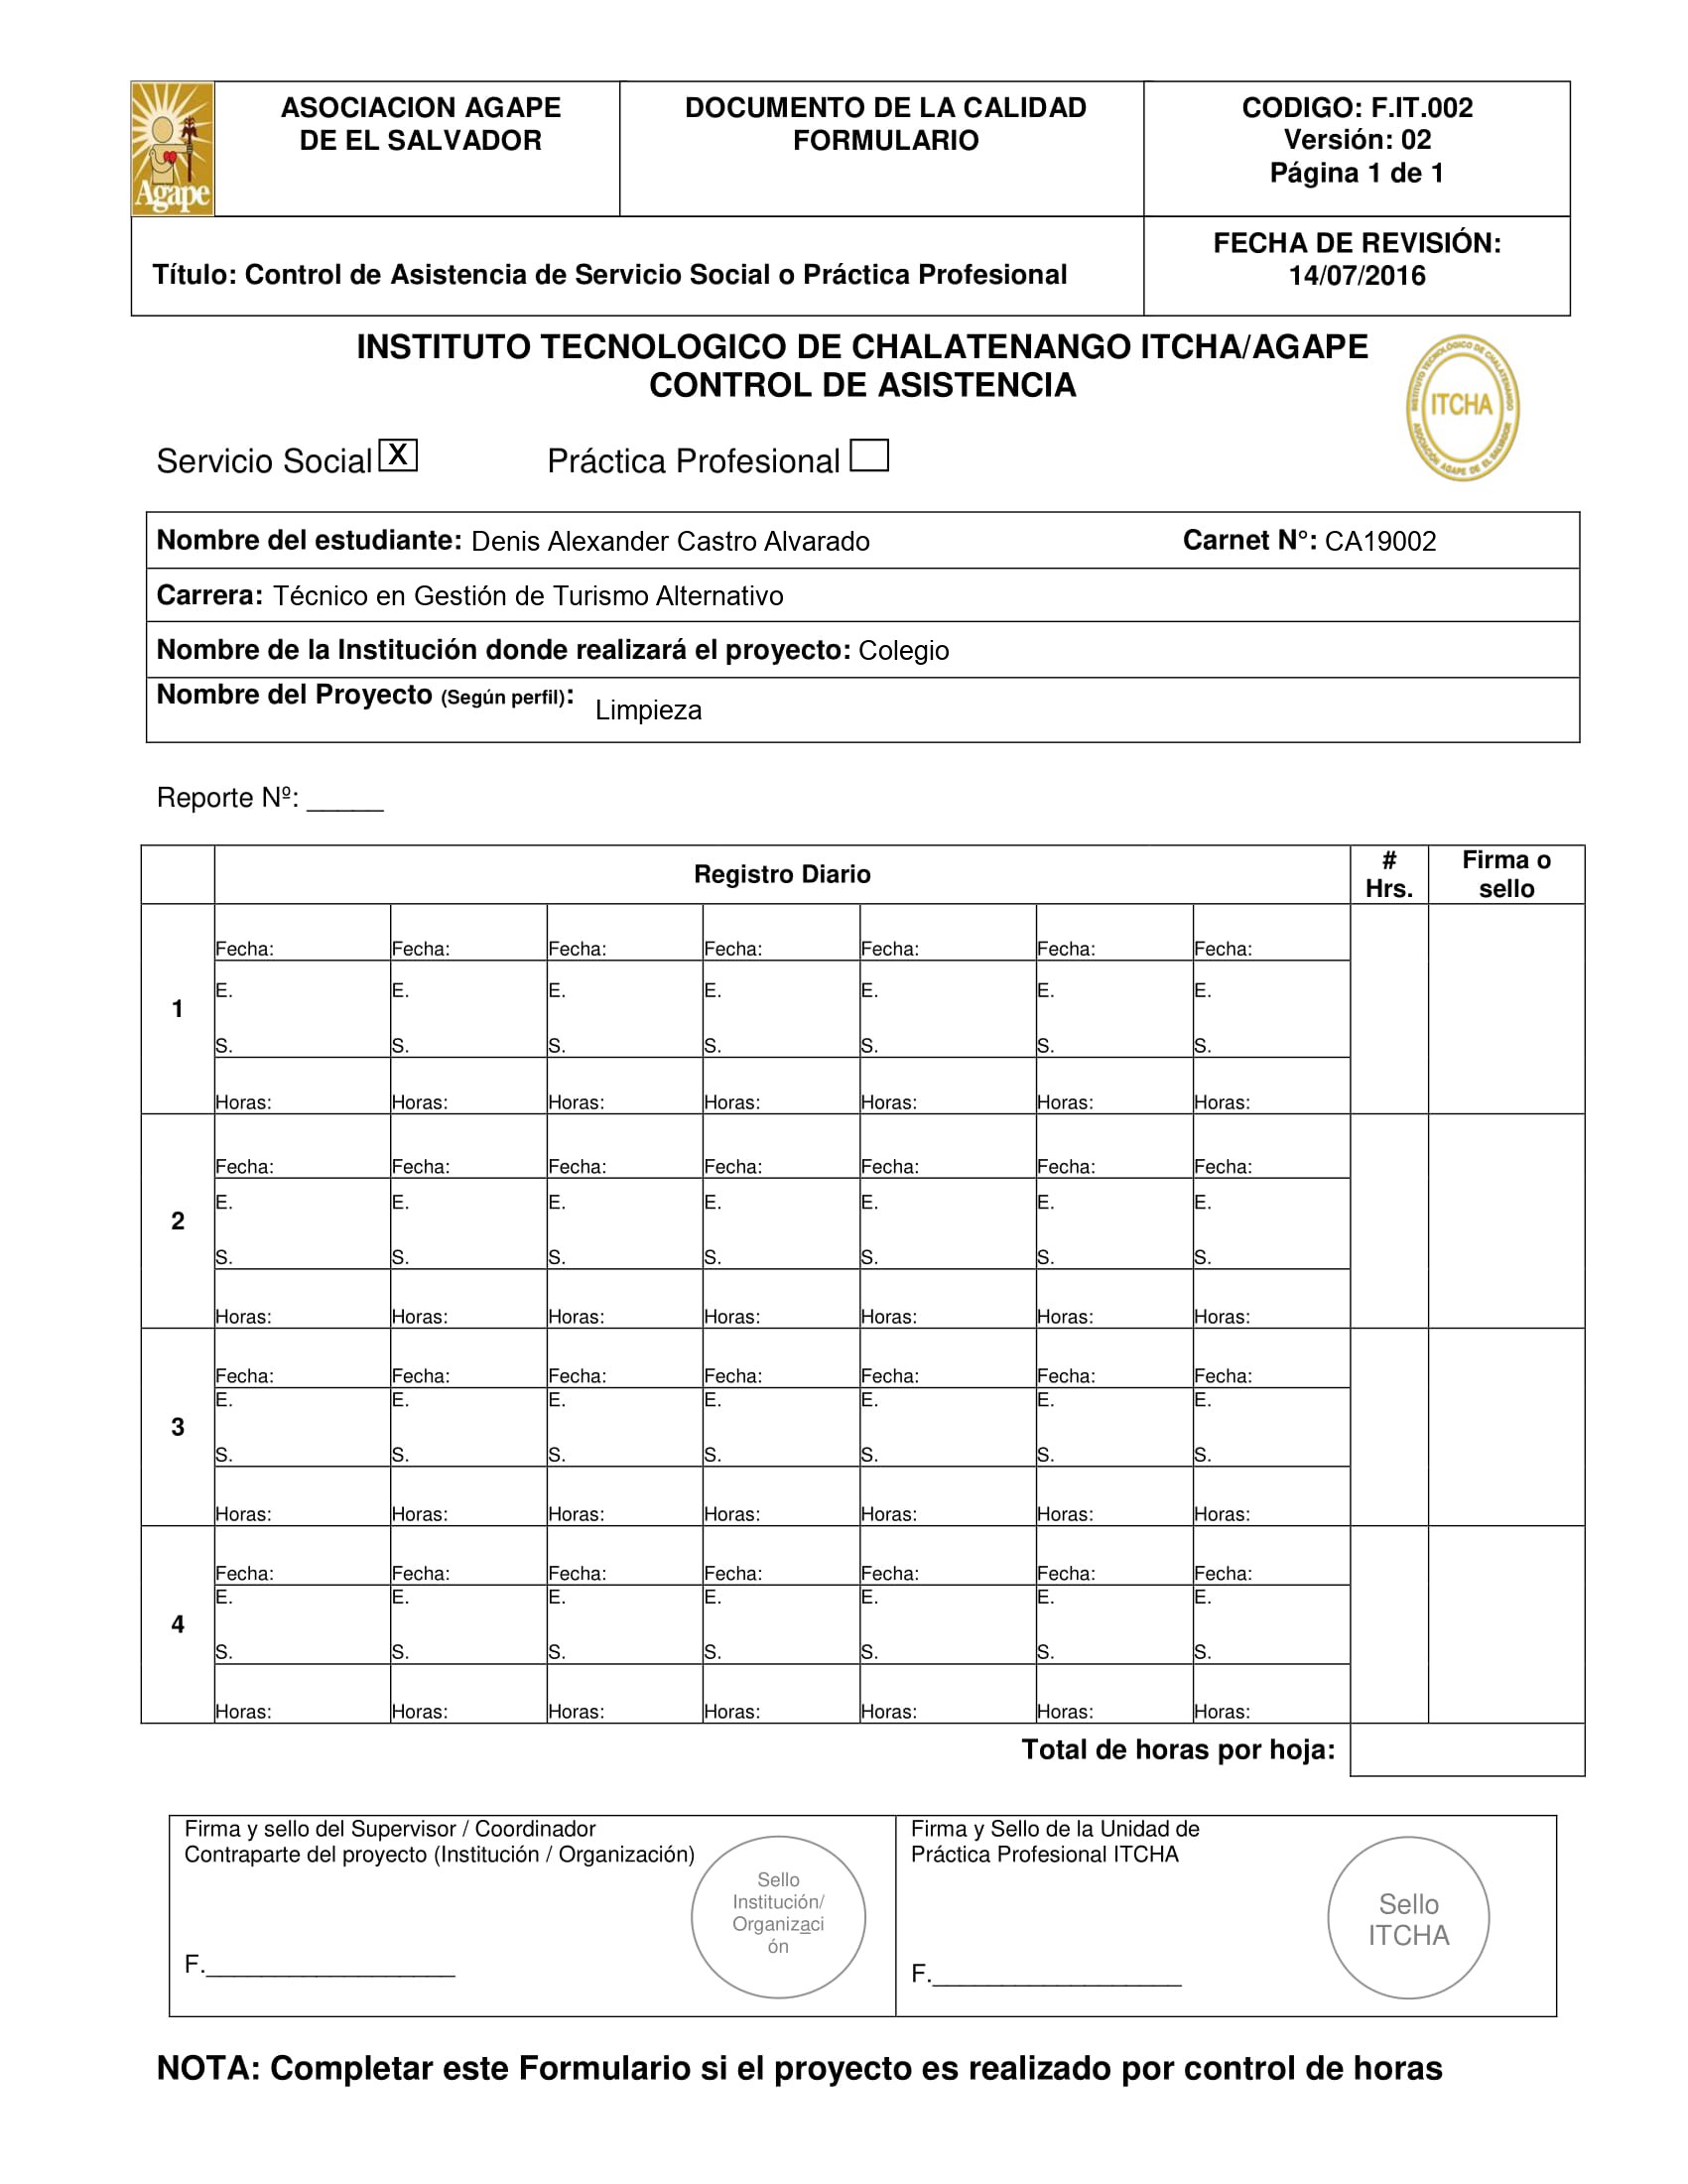 Agape
ASOCIACION AGAPE
DE EL SALVADOR
DOCUMENTO DE LA CALIDAD
FORMULARIO
CODIGO: F.IT.002
Versión: 02
Página 1 de 1
Título: Control de Asistencia de Servicio Social o Práctica Profesional
FECHA DE REVISIÓN:
14/07/2016
INSTITUTO TECNOLOGICO DE CHALATENANGO ITCHA/AGAPE
CONTROL DE ASISTENCIA
INSTITUTO TECNOLÓGICO DE CHALATENANGO
ITCHA
ASOCIACIÓN AGAPE DE EL SALVADOR
Servicio Social X Práctica Profesional
Nombre del estudiante: Denis Alexander Castro Alvarado Carnet N°: CA19002
Carrera: Técnico en Gestión de Turismo Alternativo
Nombre de la Institución donde realizará el proyecto: Colegio
Nombre del Proyecto (Según perfil): Limpieza
Reporte Nº: _____
Registro Diario # Hrs. Firma o sello
Fecha: Fecha: Fecha: Fecha: Fecha: Fecha: Fecha:
1
E. E. E. E. E. E. E.
S. S. S. S. S. S. S.
Horas: Horas: Horas: Horas: Horas: Horas: Horas:
Fecha: Fecha: Fecha: Fecha: Fecha: Fecha: Fecha:
2
E. E. E. E. E. E. E.
S. S. S. S. S. S. S.
Horas: Horas: Horas: Horas: Horas: Horas: Horas:
Fecha: Fecha: Fecha: Fecha: Fecha: Fecha: Fecha:
3
E. E. E. E. E. E. E.
S. S. S. S. S. S. S.
Horas: Horas: Horas: Horas: Horas: Horas: Horas:
Fecha: Fecha: Fecha: Fecha: Fecha: Fecha: Fecha:
4
E. E. E. E. E. E. E.
S. S. S. S. S. S. S.
Horas: Horas: Horas: Horas: Horas: Horas: Horas:
Total de horas por hoja:
Firma y sello del Supervisor / Coordinador
Contraparte del proyecto (Institución / Organización)
Sello
Institución/
Organizaci
ón
F.____________________
Firma y Sello de la Unidad de
Práctica Profesional ITCHA
Sello
ITCHA
F.____________________
NOTA: Completar este Formulario si el proyecto es realizado por control de horas